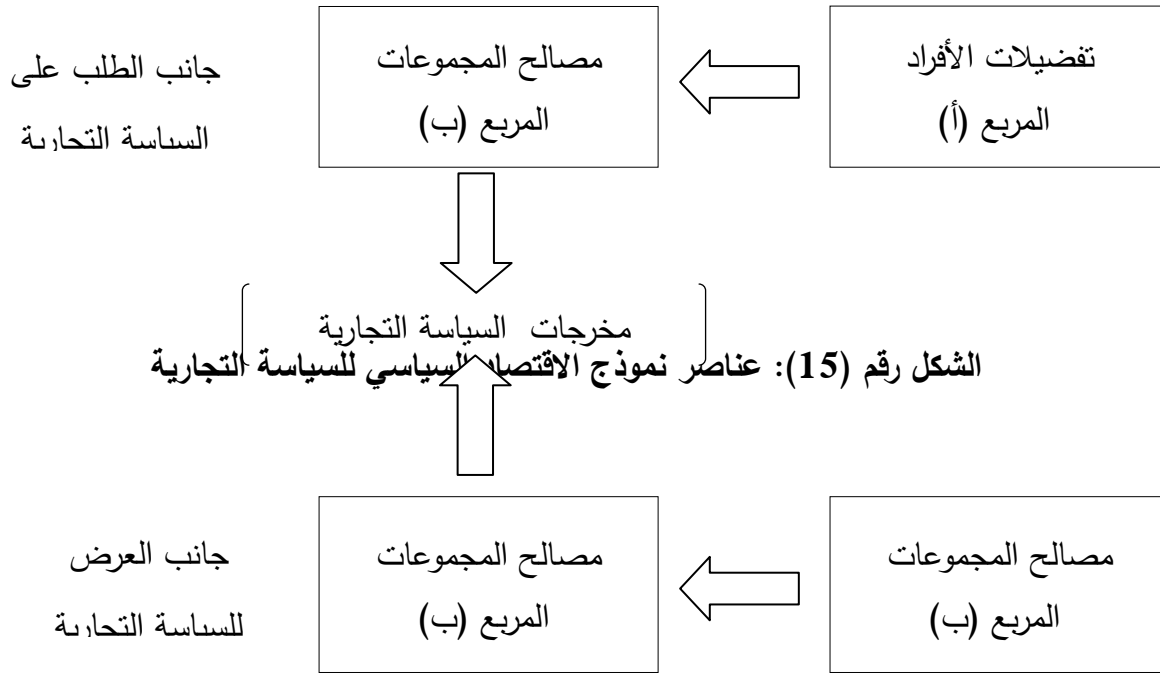 تفضيلات الأفراد
المربع (أ)
مصالح المجموعات
المربع (ب)
جانب الطلب على
السياسة التجارية
مخرجات السياسة التجارية
الشكل رقم (15): عناصر نموذج الاقتصاد السياسي للسياسة التجارية
مصالح المجموعات
المربع (ب)
مصالح المجموعات
المربع (ب)
جانب العرض
للسياسة التجارية